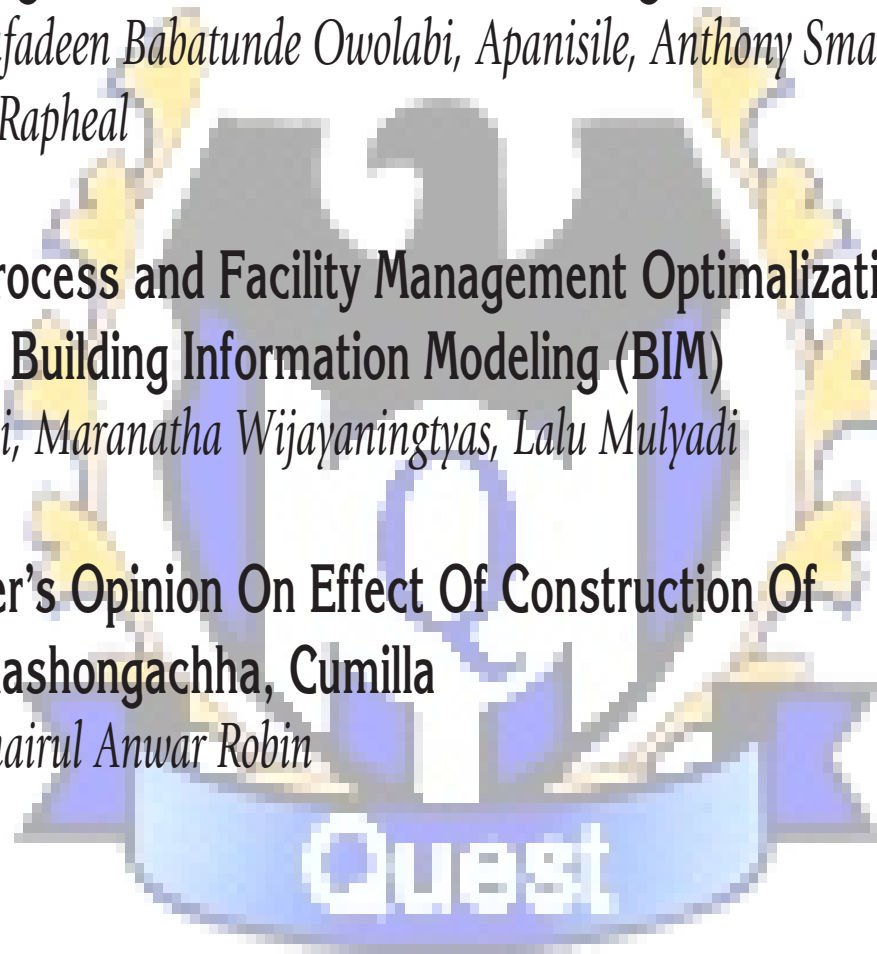 fadeen Babatunde Owolabi, Apanisile, Anthony Sma
Rapheal
rocess and Facility Management Optimalizati
Building Information Modeling (BIM)
i, Maranatha Wijayaningtyas, Lalu Mulyadi
er's Opinion On Effect Of Construction Of
ashongachha, Cumilla
airul Anwar Robin
Q
Quest